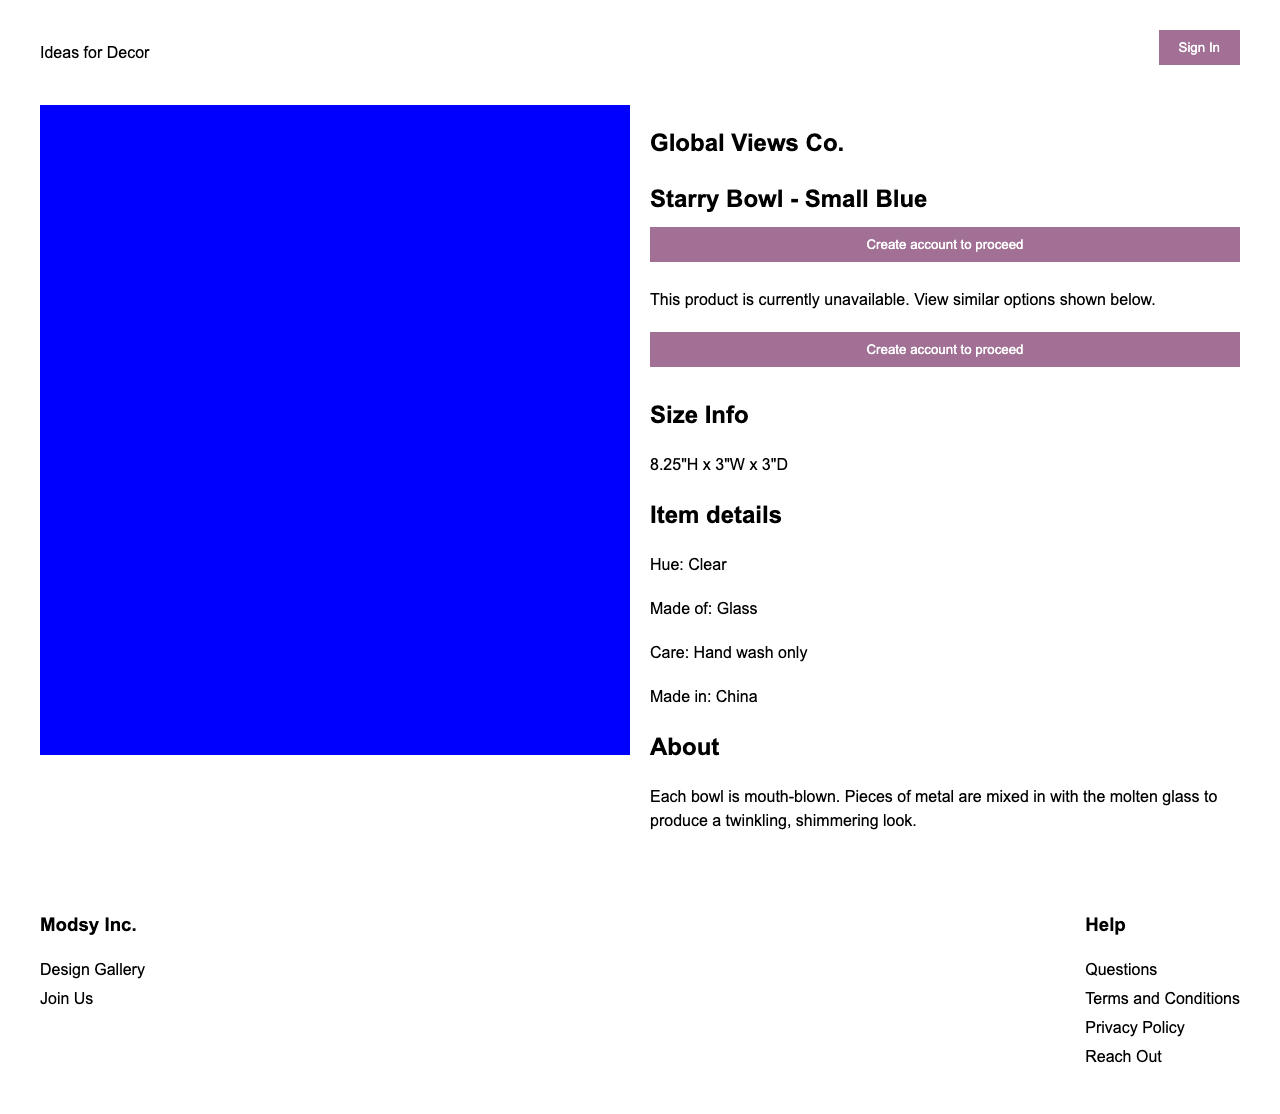 Ideas for Decor
Sign In
Global Views Co.
Starry Bowl - Small Blue
Create account to proceed
This product is currently unavailable. View similar options shown below.
Create account to proceed
Size Info
8.25"H x 3"W x 3"D
Item details
Hue: Clear
Made of: Glass
Care: Hand wash only
Made in: China
About
Each bowl is mouth-blown. Pieces of metal are mixed in with the molten glass to
produce a twinkling, shimmering look.
Modsy Inc.
Design Gallery
Join Us
Help
Questions
Terms and Conditions
Privacy Policy
Reach Out